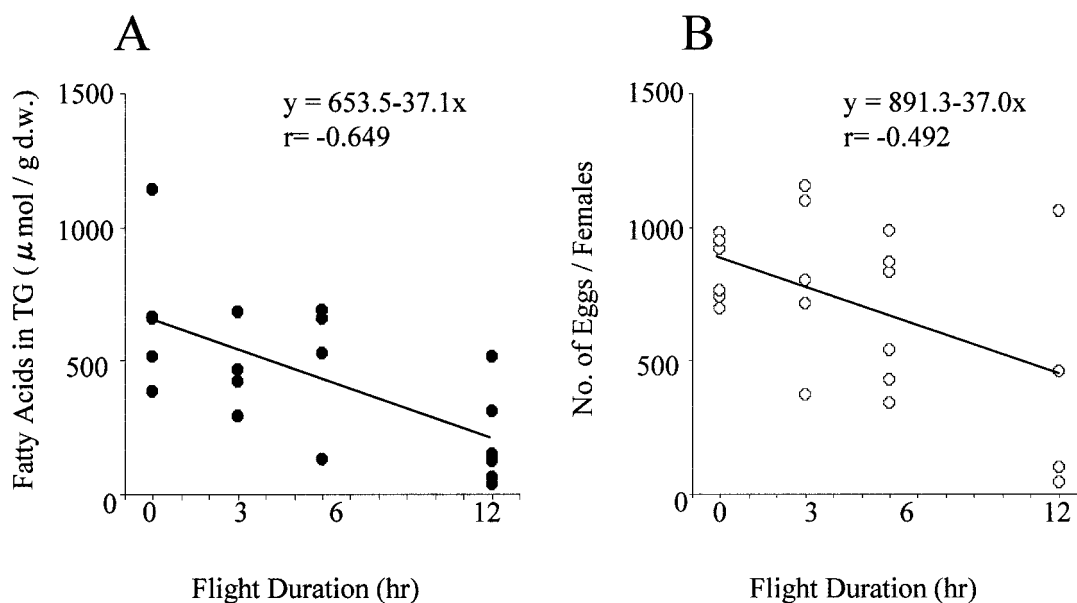 A
Fatty Acids in TG (μ mol / g d.w.)
1500
1000
500
0
y = 653.5-37.1x
r= -0.649
0 3 6 12
Flight Duration (hr)
B
No. of Eggs / Females
1500
1000
500
0
y = 891.3-37.0x
r= -0.492
0 3 6 12
Flight Duration (hr)